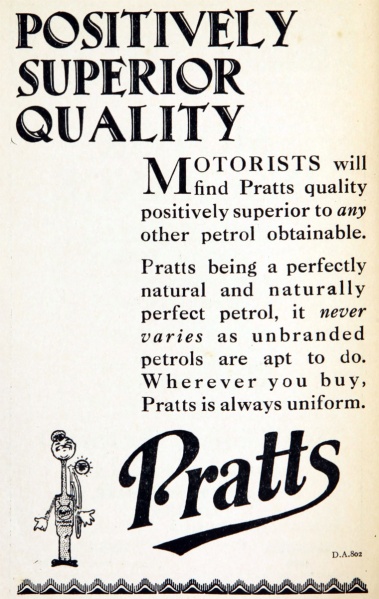 POSITIVELY
SUPERIOR
QUALITY
MOTORISTS will
find Pratts quality
positively superior to any
other petrol obtainable.
Pratts being a perfectly
natural and naturally
perfect petrol, it never
varies as unbranded
petrols are apt to do.
Wherever you buy,
Pratts is always uniform.
Pratts
D.A.802